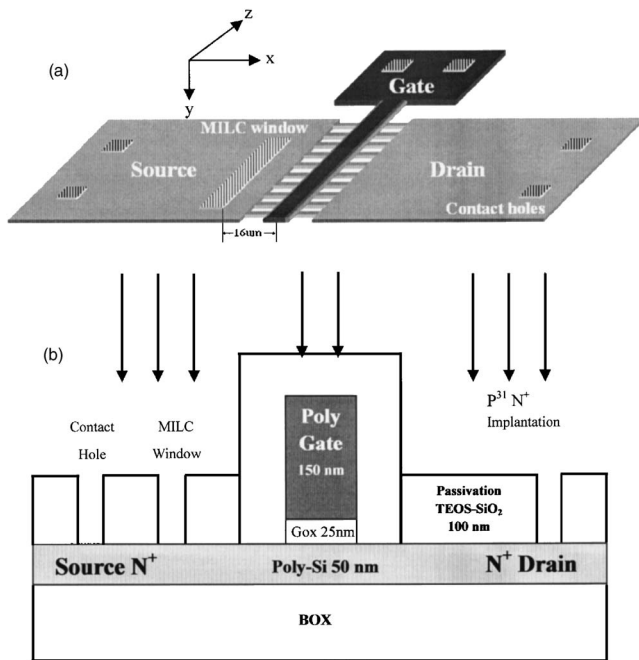 (a)
z
x
y
Gate
MILC window
Source
Drain
Contact holes
16um
(b)
P³¹ N⁺
Implantation
Contact
Hole
MILC
Window
Poly
Gate
150 nm
Passivation
TEOS-SiO₂
100 nm
Gox 25nm
Source N⁺
Poly-Si 50 nm
N⁺ Drain
BOX